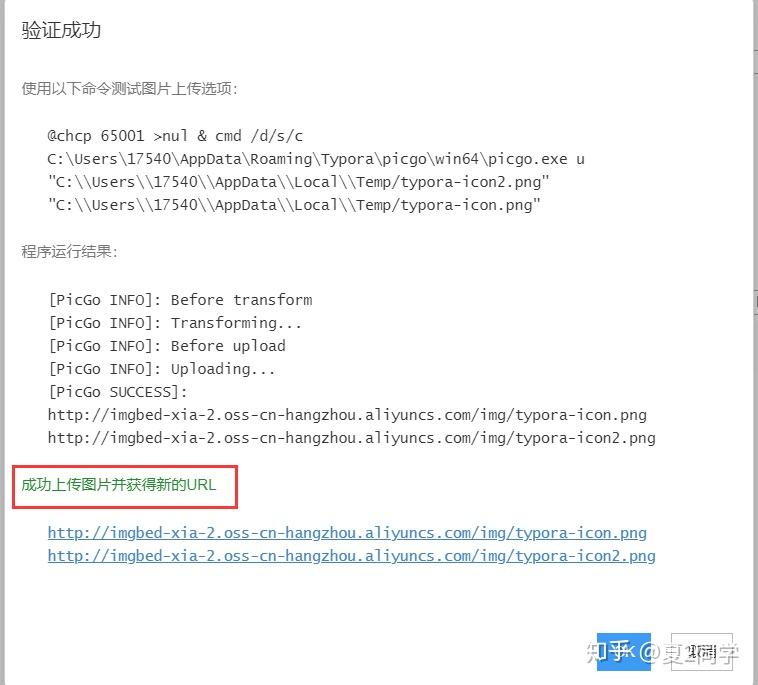 验证成功
使用以下命令测试图片上传选项:
@chcp 65001 >nul & cmd /d/s/c
C:\Users\17540\AppData\Roaming\Typora\picgo\win64\picgo.exe u
"C:\\Users\\17540\\AppData\\Local\\Temp/typora-icon2.png"
"C:\\Users\\17540\\AppData\\Local\\Temp/typora-icon.png"
程序运行结果:
[PicGo INFO]: Before transform
[PicGo INFO]: Transforming...
[PicGo INFO]: Before upload
[PicGo INFO]: Uploading...
[PicGo SUCCESS]:
http://imgbed-xia-2.oss-cn-hangzhou.aliyuncs.com/img/typora-icon.png
http://imgbed-xia-2.oss-cn-hangzhou.aliyuncs.com/img/typora-icon2.png
成功上传图片并获得新的URL
http://imgbed-xia-2.oss-cn-hangzhou.aliyuncs.com/img/typora-icon.png
http://imgbed-xia-2.oss-cn-hangzhou.aliyuncs.com/img/typora-icon2.png
知乎 @夏2同学